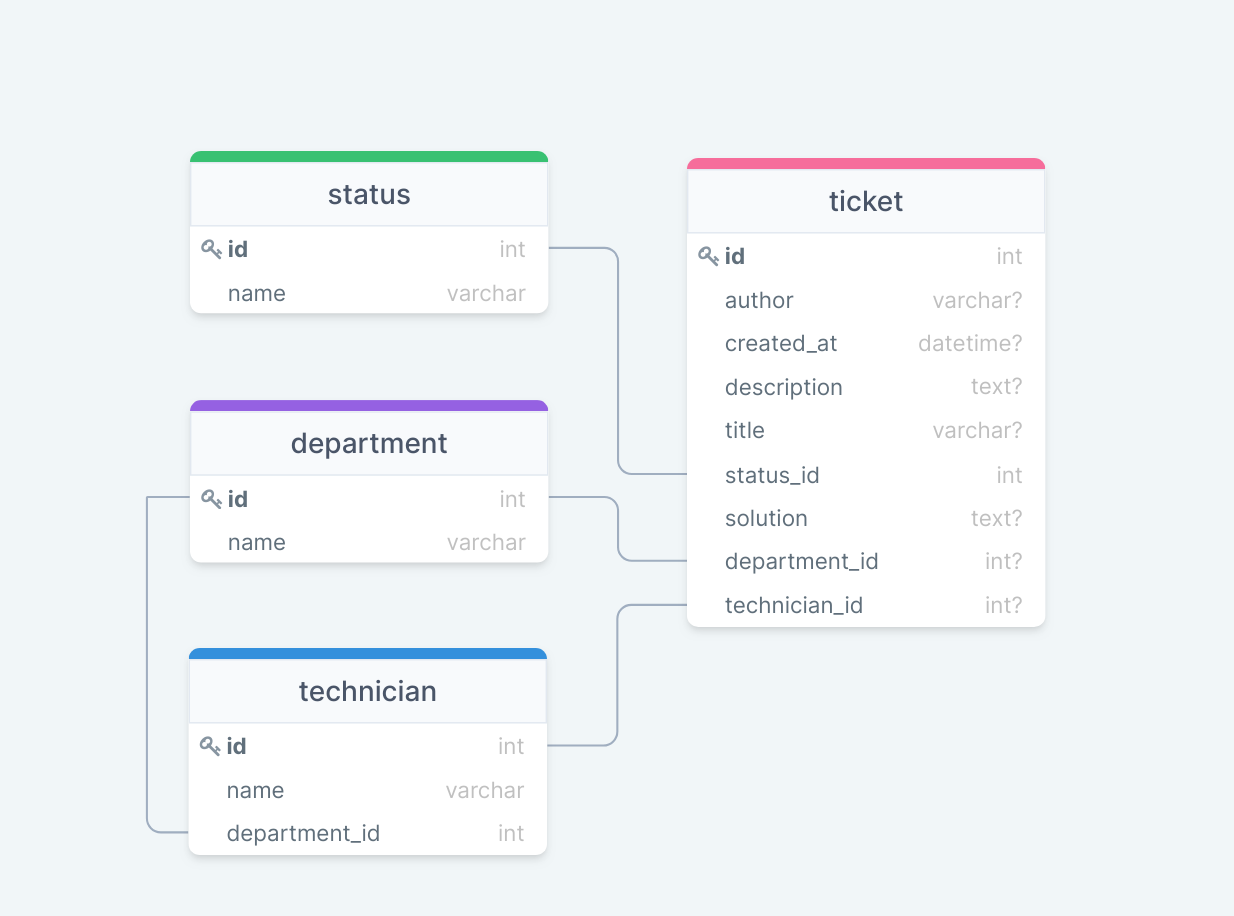 status
id int
name varchar
department
id int
name varchar
technician
id int
name varchar
department_id int
ticket
id int
author varchar?
created_at datetime?
description text?
title varchar?
status_id int
solution text?
department_id int?
technician_id int?